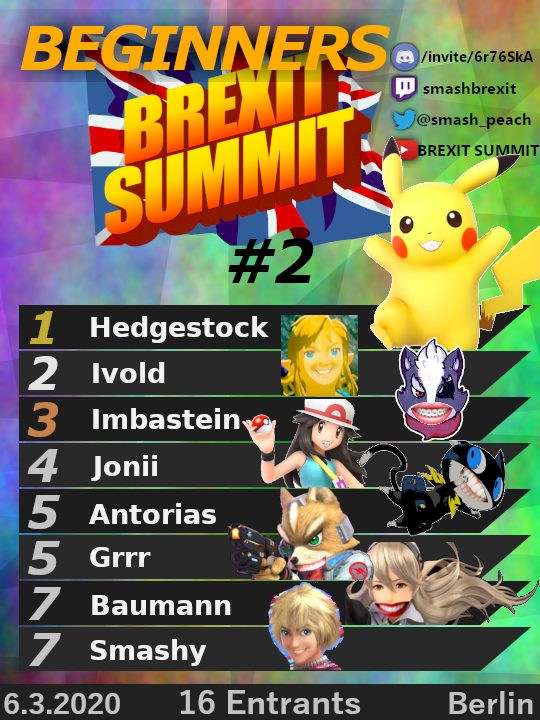 BEGINNERS
BREXIT
SUMMIT
#2
/invite/6r76SkA
smashbrexit
@smash_peach
BREXIT SUMMIT
1 Hedgestock
2 Ivold
3 Imbastein
4 Jonii
5 Antorias
5 Grrr
7 Baumann
7 Smashy
6.3.2020 16 Entrants Berlin